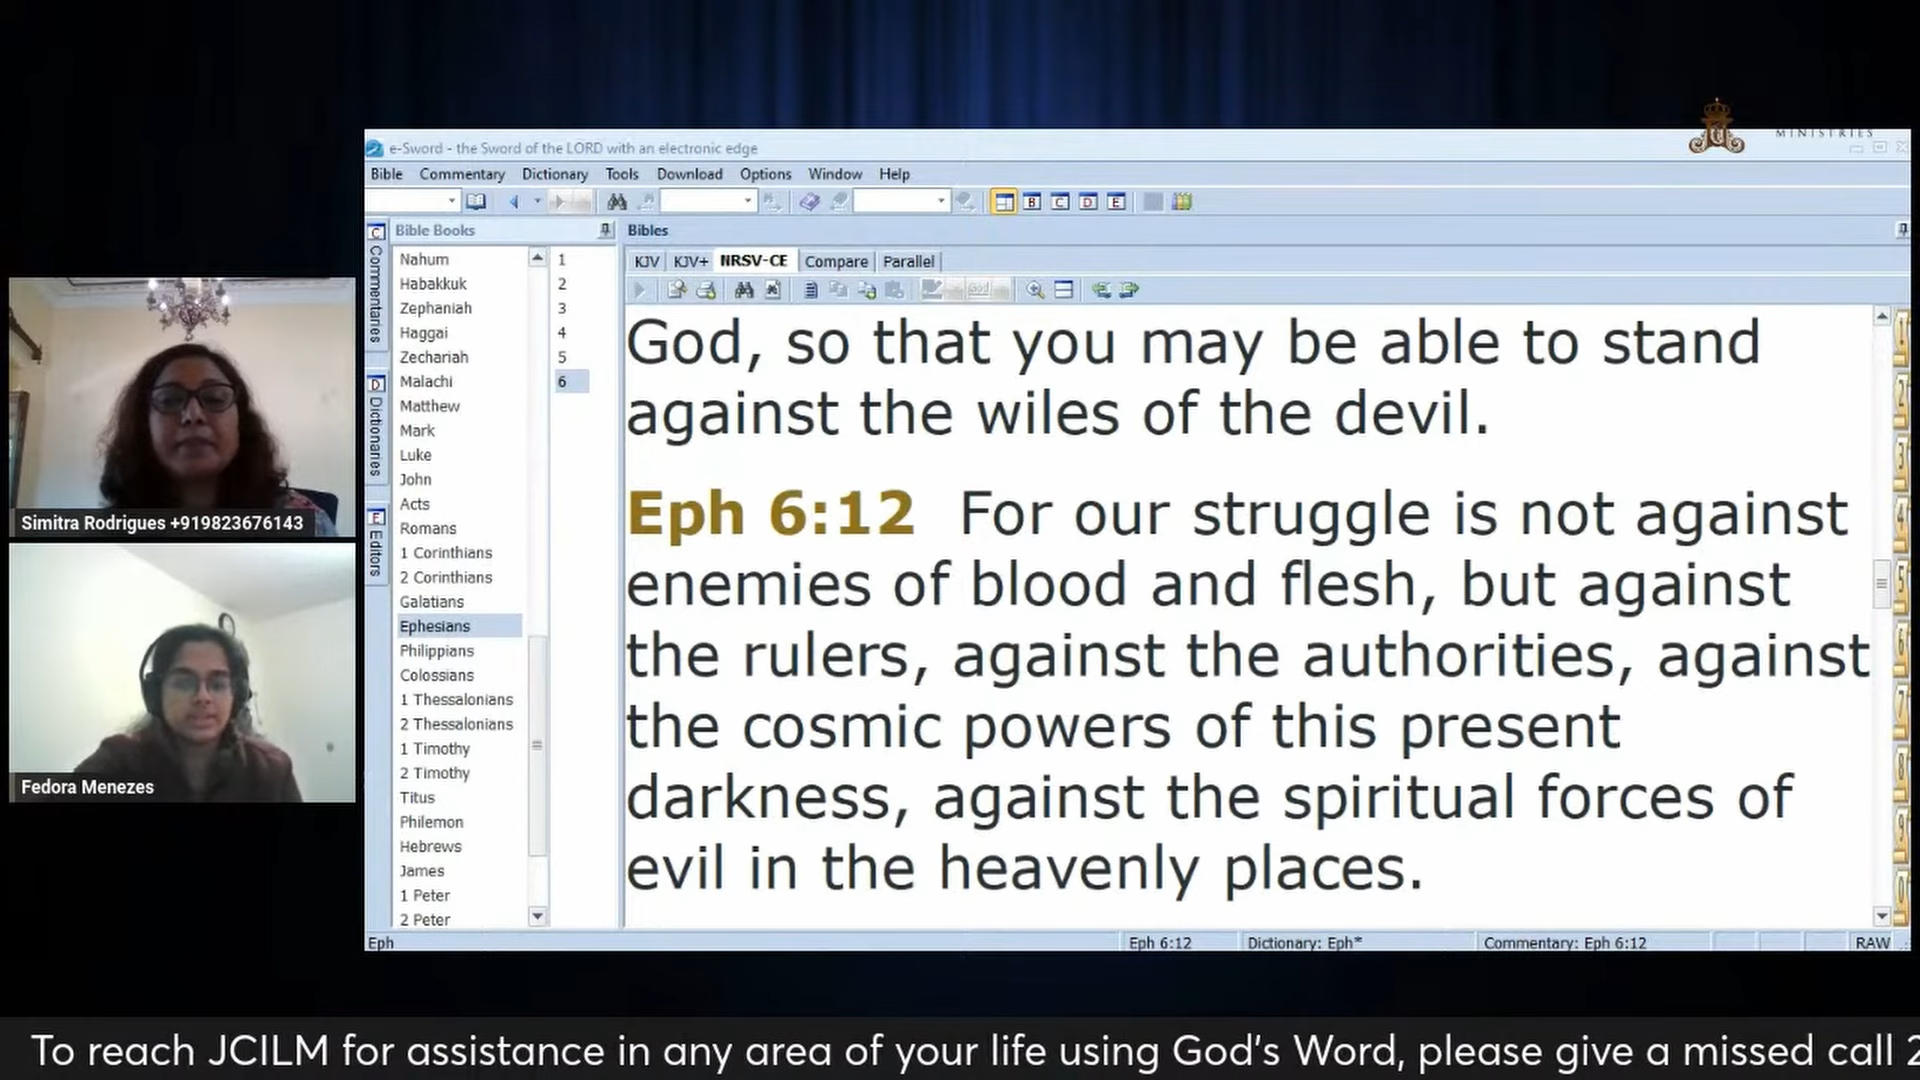 MINISTRIES
e-Sword - the Sword of the LORD with an electronic edge
Bible Commentary Dictionary Tools Download Options Window Help
B C D E
Bible Books
Bibles
C Commentaries
D Dictionaries
E Editors
Nahum
Habakkuk
Zephaniah
Haggai
Zechariah
Malachi
Matthew
Mark
Luke
John
Acts
Romans
1 Corinthians
2 Corinthians
Galatians
Ephesians
Philippians
Colossians
1 Thessalonians
2 Thessalonians
1 Timothy
2 Timothy
Titus
Philemon
Hebrews
James
1 Peter
2 Peter
1
2
3
4
5
6
KJV KJV+ NRSV-CE Compare Parallel
God, so that you may be able to stand
against the wiles of the devil.
Eph 6:12 For our struggle is not against
enemies of blood and flesh, but against
the rulers, against the authorities, against
the cosmic powers of this present
darkness, against the spiritual forces of
evil in the heavenly places.
Eph
Eph 6:12
Dictionary: Eph*
Commentary: Eph 6:12
RAW
Simitra Rodrigues +919823676143
Fedora Menezes
To reach JCILM for assistance in any area of your life using God's Word, please give a missed call 2